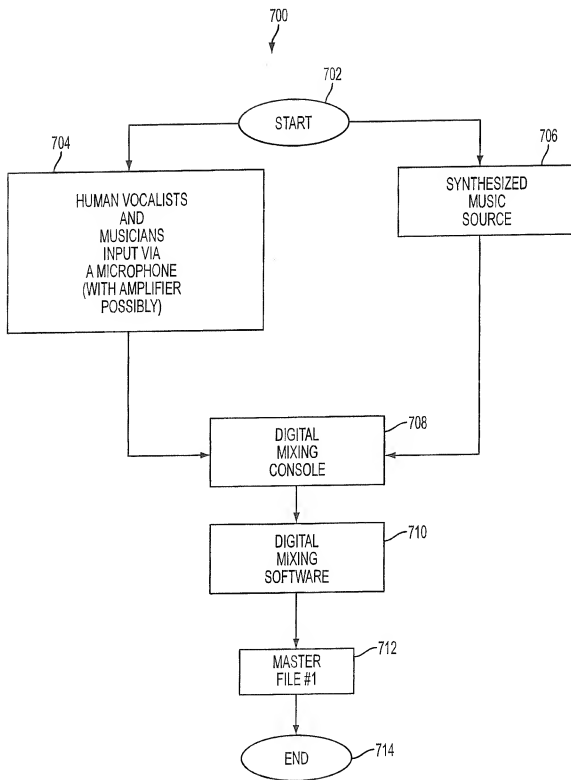 700
702
START
704
706
HUMAN VOCALISTS
AND
MUSICIANS
INPUT VIA
A MICROPHONE
(WITH AMPLIFIER
POSSIBLY)
SYNTHESIZED
MUSIC
SOURCE
708
DIGITAL
MIXING
CONSOLE
710
DIGITAL
MIXING
SOFTWARE
712
MASTER
FILE #1
END
714